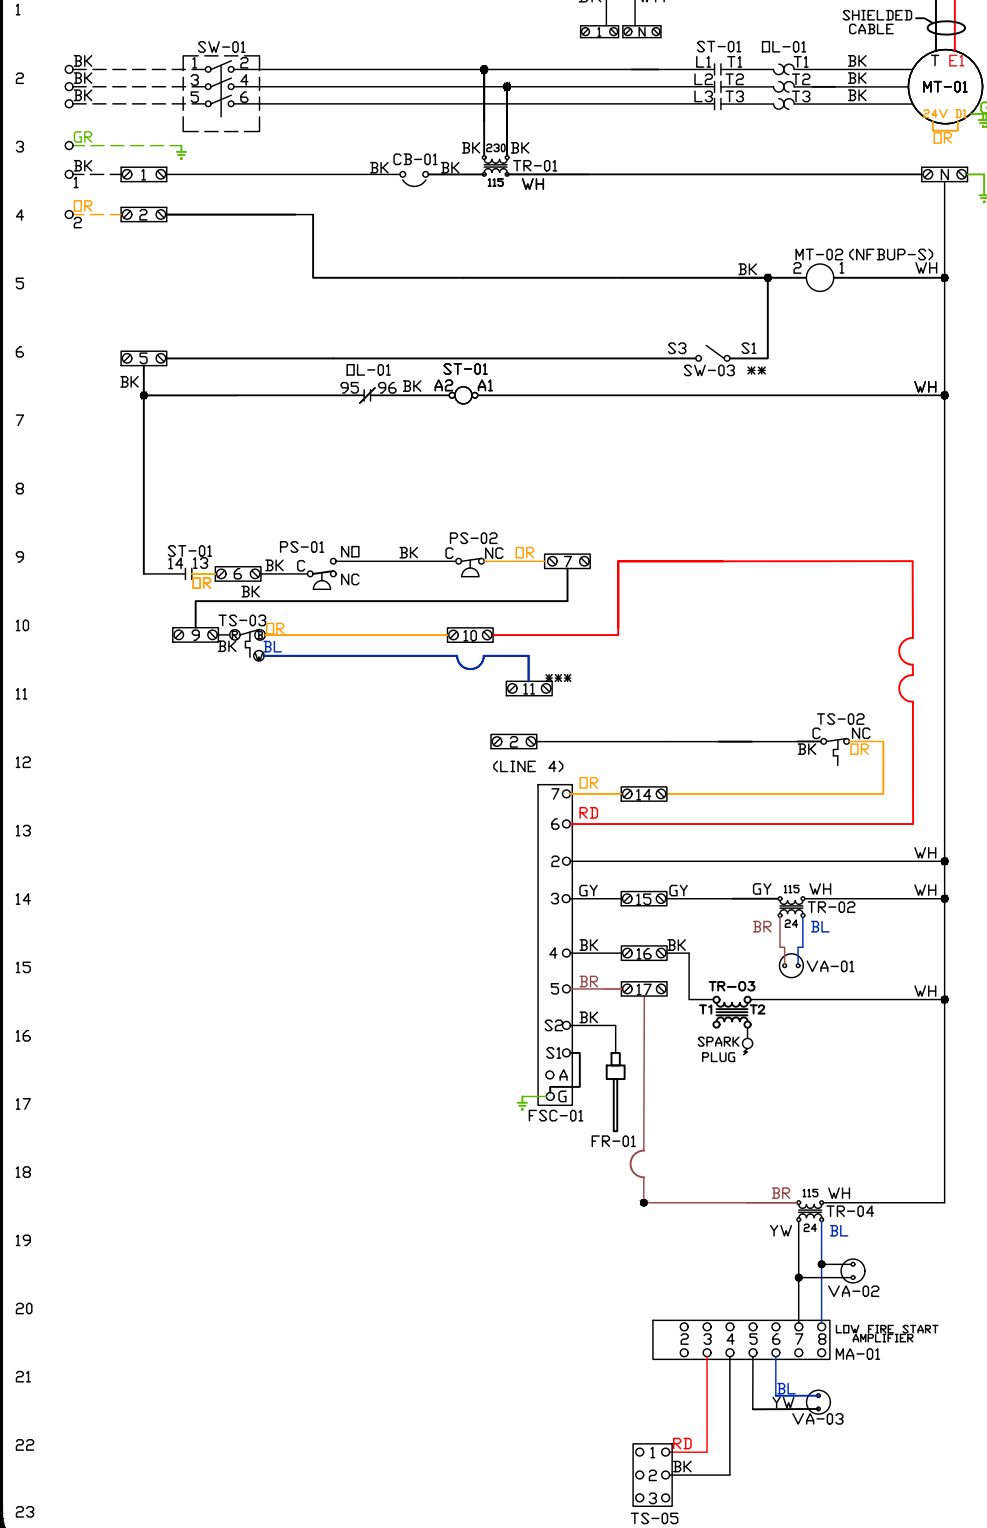 1
BK WH
1 N
SHIELDED
CABLE
T E1
MT-01
24V D1
OR
G
2
SW-01
BK 1 2
BK 3 4
BK 5 6
ST-01 OL-01
L1 T1 T1 BK
L2 T2 T2 BK
L3 T3 T3 BK
3
GR
BK
1
1
BK CB-01 BK
BK 230 BK
TR-01
115 WH
N
4
OR
2
2
5
BK
MT-02 (NFBUP-S)
2 1 WH
6
5
S3 S1
SW-03 **
BK
OL-01 ST-01
95 96 BK A2 A1
WH
7
8
9
ST-01
14 13
OR
6
BK
PS-01
C NO
NC
BK
PS-02
C NC OR
7
BK
10
9
TS-03
R B OR
BK W BL
10
11
11 ***
12
2
(LINE 4)
TS-02
C NC
BK OR
13
7 OR 14
6 RD
2 WH
14
3 GY 15 GY
GY 115 WH WH
TR-02
BR 24 BL
VA-01
15
4 BK 16 BK
5 BR 17
TR-03
T1 T2
WH
SPARK
PLUG
16
S2 BK
S1
A
G
17
FSC-01
FR-01
18
BR 115 WH
TR-04
19
YW 24 BL
VA-02
20
2 3 4 5 6 7 8
LOW FIRE START
AMPLIFIER
MA-01
21
BL
YW
VA-03
22
1 RD
2 BK
3
TS-05
23